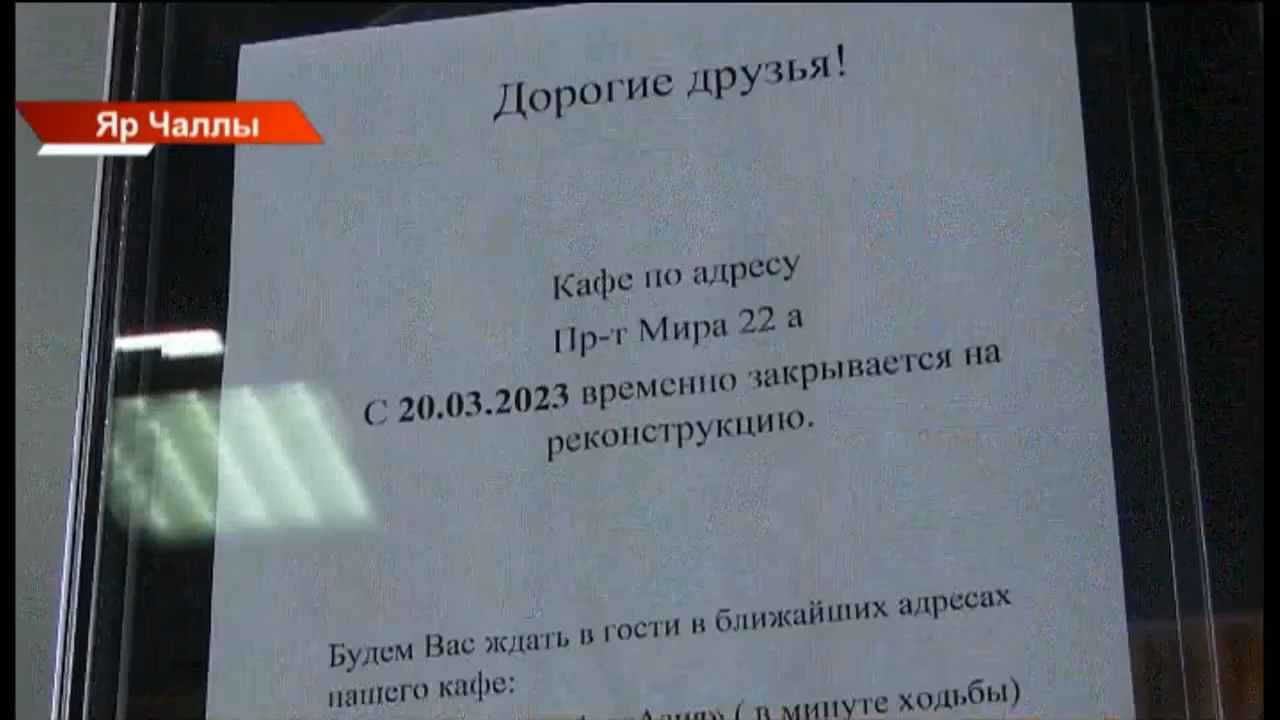 Яр Чаллы
Дорогие друзья!
Кафе по адресу
Пр-т Мира 22 а
С 20.03.2023 временно закрывается на
реконструкцию.
Будем Вас ждать в гости в ближайших адресах
нашего кафе:
( в минуте ходьбы)